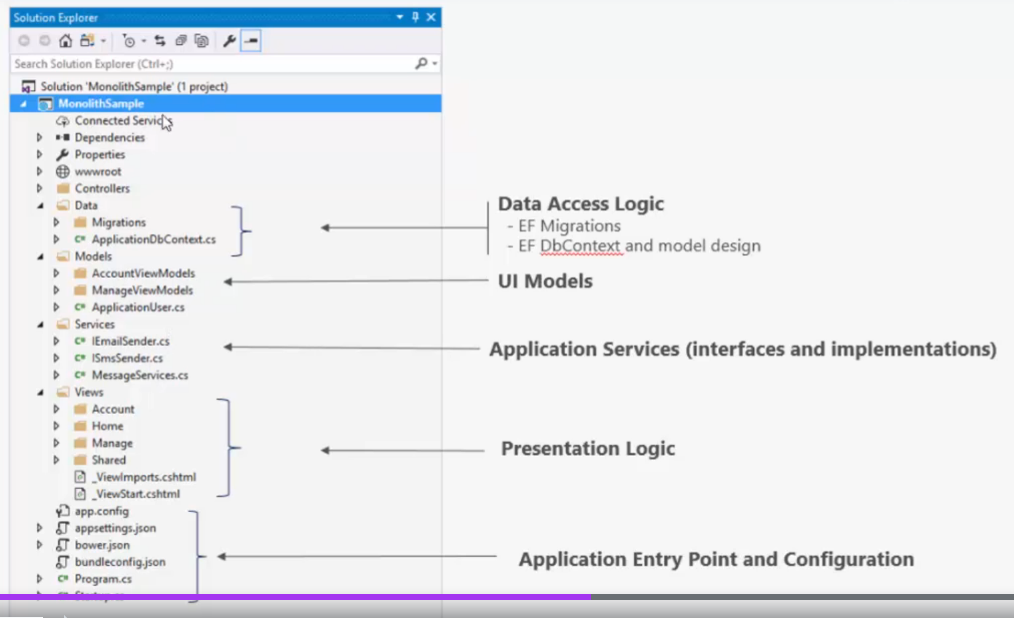 Solution Explorer
Search Solution Explorer (Ctrl+;)
Solution 'MonolithSample' (1 project)
MonolithSample
Connected Services
Dependencies
Properties
wwwroot
Controllers
Data
Migrations
ApplicationDbContext.cs
Models
AccountViewModels
ManageViewModels
ApplicationUser.cs
Services
IEmailSender.cs
ISmsSender.cs
MessageServices.cs
Views
Account
Home
Manage
Shared
_ViewImports.cshtml
_ViewStart.cshtml
app.config
appsettings.json
bower.json
bundleconfig.json
Program.cs
Data Access Logic
- EF Migrations
- EF DbContext and model design
UI Models
Application Services (interfaces and implementations)
Presentation Logic
Application Entry Point and Configuration